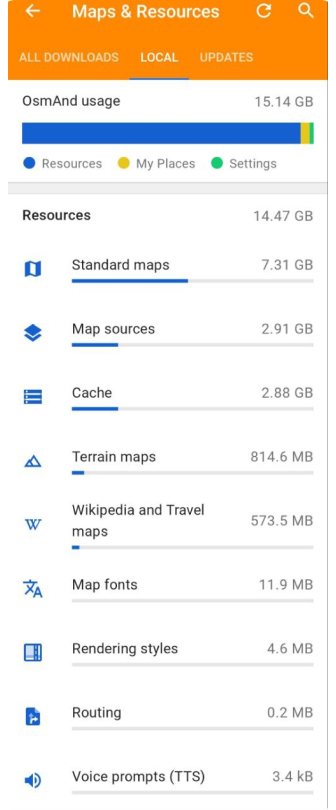 Maps & Resources
ALL DOWNLOADS LOCAL UPDATES
OsmAnd usage 15.14 GB
Resources My Places Settings
Resources 14.47 GB
Standard maps 7.31 GB
Map sources 2.91 GB
Cache 2.88 GB
Terrain maps 814.6 MB
Wikipedia and Travel
maps 573.5 MB
Map fonts 11.9 MB
Rendering styles 4.6 MB
Routing 0.2 MB
Voice prompts (TTS) 3.4 kB